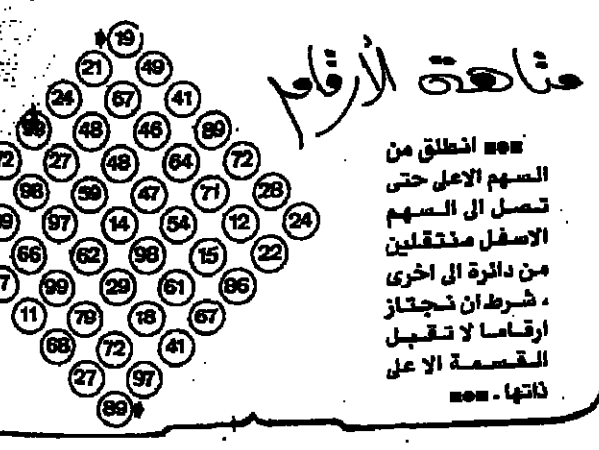 متاهة الأرقام
انطلق من
السهم الاعلى حتى
تصل الى السهم
الاسفل منتقلين
من دائرة الى اخرى
، شرط ان نجتاز
ارقاما لا تقبل
القسمة الا على
ذاتها .
19
21 49
24 67 41
48 46 89
27 48 64 72
98 59 47 71 28
97 14 54 12 24
66 62 98 15 22
99 29 61 86
11 79 18 67
68 72 41
27 97
89